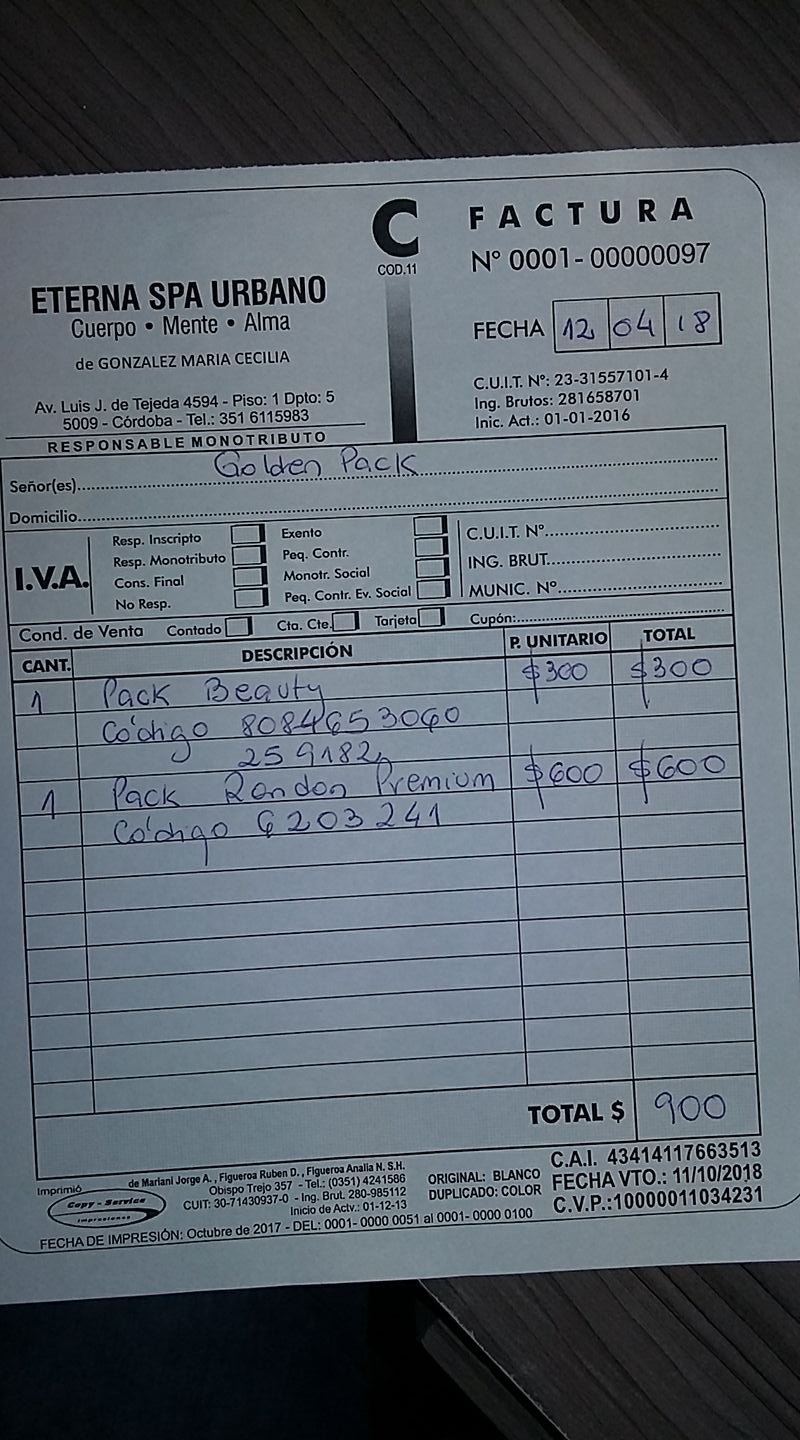 C
COD.11
FACTURA
Nº 0001-00000097
ETERNA SPA URBANO
Cuerpo • Mente • Alma
de GONZALEZ MARIA CECILIA
FECHA 12 04 18
Av. Luis J. de Tejeda 4594 - Piso: 1 Dpto: 5
5009 - Córdoba - Tel.: 351 6115983
RESPONSABLE MONOTRIBUTO
C.U.I.T. Nº: 23-31557101-4
Ing. Brutos: 281658701
Inic. Act.: 01-01-2016
Señor(es) Golden Pack
Domicilio
I.V.A.
Resp. Inscripto
Resp. Monotributo
Cons. Final
No Resp.
Exento
Peq. Contr.
Monotr. Social
Peq. Contr. Ev. Social
C.U.I.T. Nº
ING. BRUT.
MUNIC. Nº
Cond. de Venta Contado Cta. Cte. Tarjeta Cupón:
CANT. DESCRIPCIÓN P. UNITARIO TOTAL
1 Pack Beauty $300 $300
Código 8084653060
259182
1 Pack Random Premium $600 $600
Código 6203241
TOTAL $ 900
Imprimió
Copy - Service
Impresiones
de Mariani Jorge A., Figueroa Ruben D., Figueroa Analia N. S.H.
Obispo Trejo 357 - Tel.: (0351) 4241586
CUIT: 30-71430937-0 - Ing. Brut. 280-985112
Inicio de Actv.: 01-12-13
ORIGINAL: BLANCO
DUPLICADO: COLOR
C.A.I. 43414117663513
FECHA VTO.: 11/10/2018
C.V.P.:10000011034231
FECHA DE IMPRESIÓN: Octubre de 2017 - DEL: 0001- 0000 0051 al 0001- 0000 0100